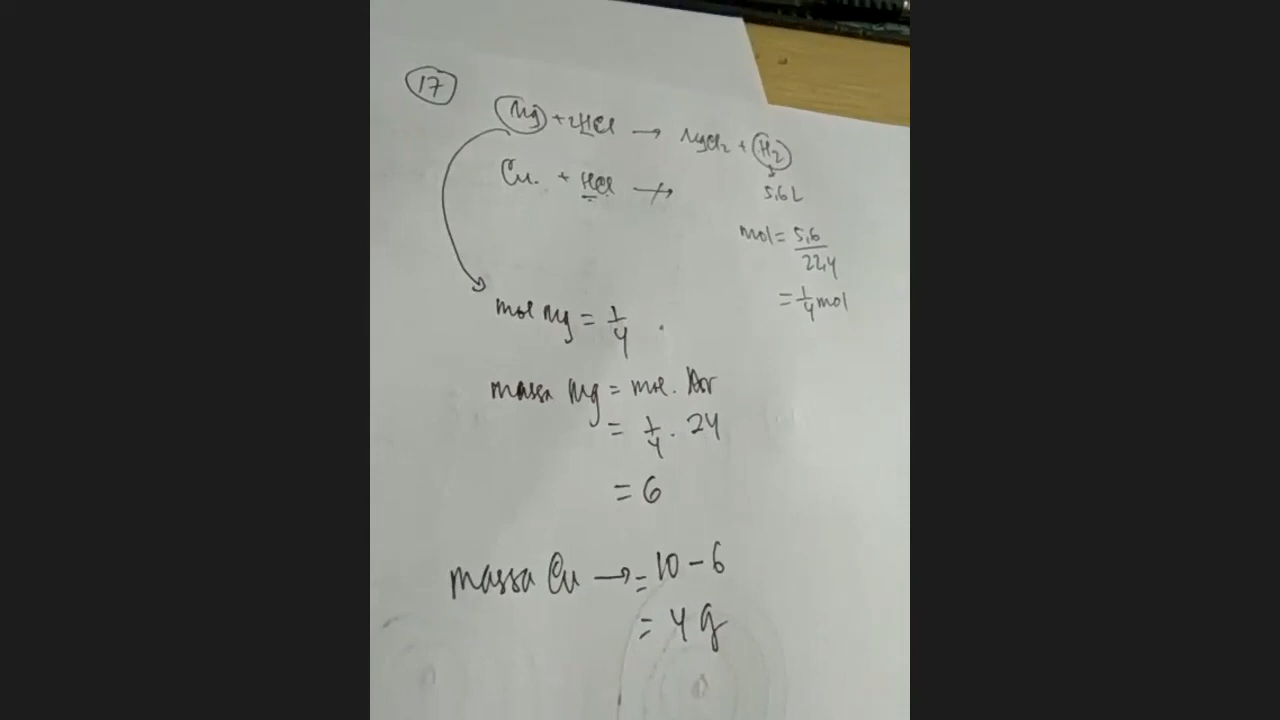 17
Mg + 2HCl → MgCl2 + H2
Cu + HCl ↛
5,6 L
mol = 5,6
22,4
= 1/4 mol
mol Mg = 1/4
massa Mg = mol . Ar
= 1/4 . 24
= 6
massa Cu → = 10 - 6
= 4 g